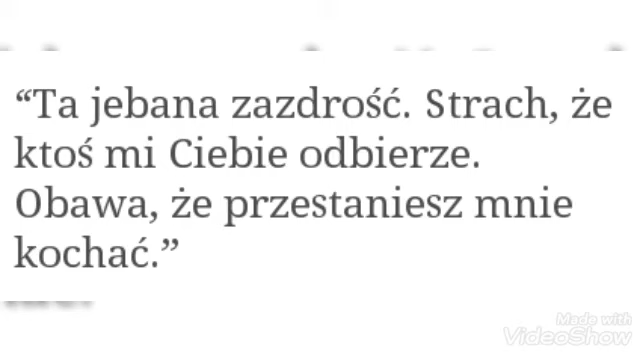 “Ta jebana zazdrość. Strach, że
ktoś mi Ciebie odbierze.
Obawa, że przestaniesz mnie
kochać.”
Made with
VideoShow